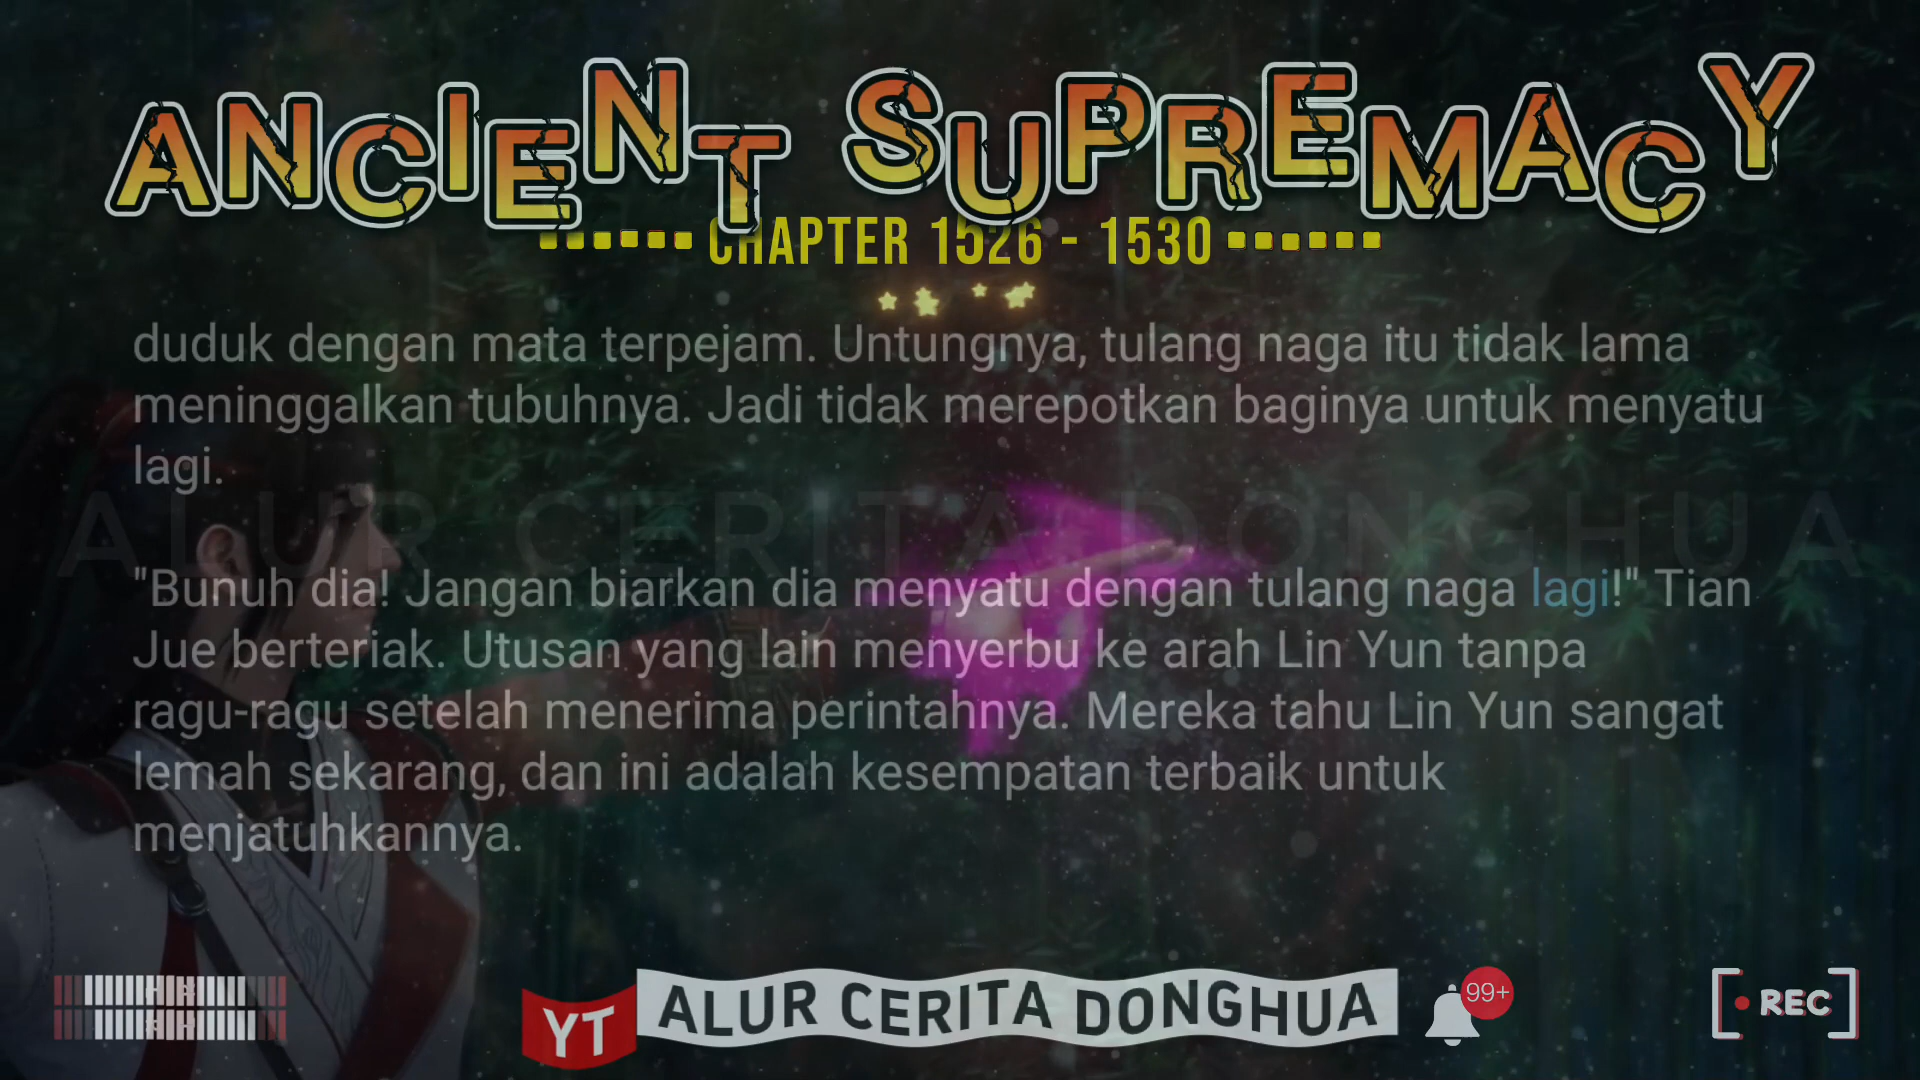 ANCIENT SUPREMACY
CHAPTER 1526 - 1530
duduk dengan mata terpejam. Untungnya, tulang naga itu tidak lama
meninggalkan tubuhnya. Jadi tidak merepotkan baginya untuk menyatu
lagi.
ALUR CERITA DONGHUA
"Bunuh dia! Jangan biarkan dia menyatu dengan tulang naga lagi!" Tian
Jue berteriak. Utusan yang lain menyerbu ke arah Lin Yun tanpa
ragu-ragu setelah menerima perintahnya. Mereka tahu Lin Yun sangat
lemah sekarang, dan ini adalah kesempatan terbaik untuk
menjatuhkannya.
YT ALUR CERITA DONGHUA 99+
REC